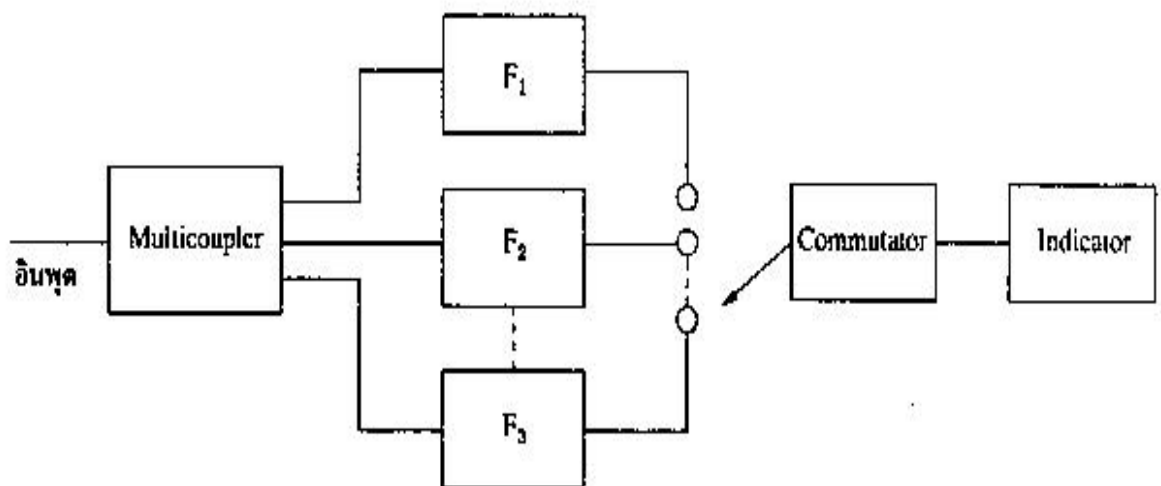 F₁
Multicoupler
อินพุต
F₂
Commutator
Indicator
F₃